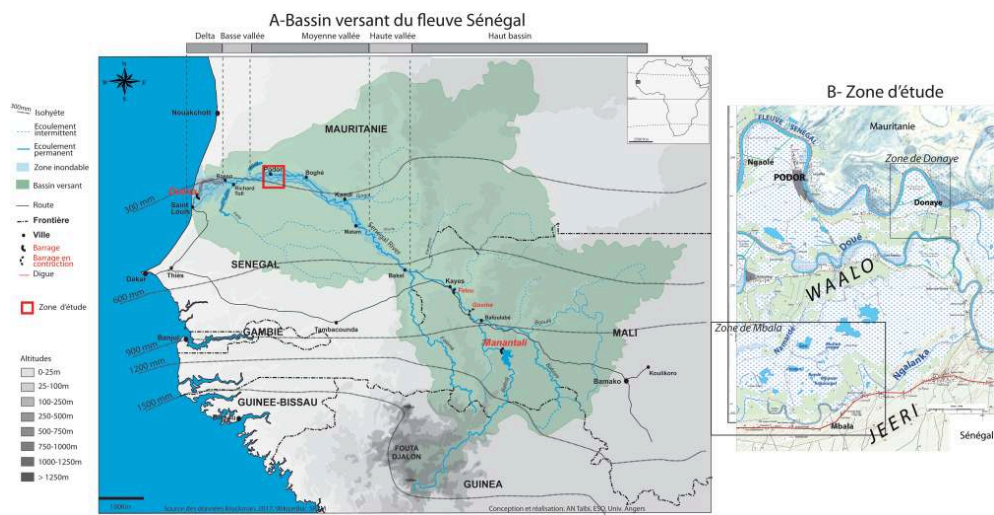 A-Bassin versant du fleuve Sénégal
Delta
Basse vallée
Moyenne vallée
Haute vallée
Haut bassin
300mm
Isohyète
Ecoulement
intermittent
Ecoulement
permanent
Zone inondable
Bassin versant
Route
Frontière
Ville
Barrage
Barrage en
contruction
Digue
Zone d'étude
Altitudes
0-25m
25-100m
100-250m
250-500m
500-750m
750-1000m
1000-1250m
> 1250m
Nouakchott
MAURITANIE
Podor
Boghé
Richard
Toll
Kaedi
Saint
Louis
300 mm
Matam
Senegal River
SENEGAL
Bakel
Dakar
Thiès
600 mm
Kayes
Felou
Gouina
Bafoulabé
Tambacounda
GAMBIE
Banjul
900 mm
MALI
Manantali
Koulikoro
Bamako
1200 mm
1500 mm
GUINEE-BISSAU
FOUTA
DJALON
GUINEA
Conception et réalisation: AN Talbi, ESO, Univ. Angers
B- Zone d'étude
FLEUVE SENEGAL
Mauritanie
Ngaolé
Zone de Donaye
PODOR
Donaye
Doué
WAALO
Zone de Mbala
Ngalanka
Mbala
JEERI
Sénégal